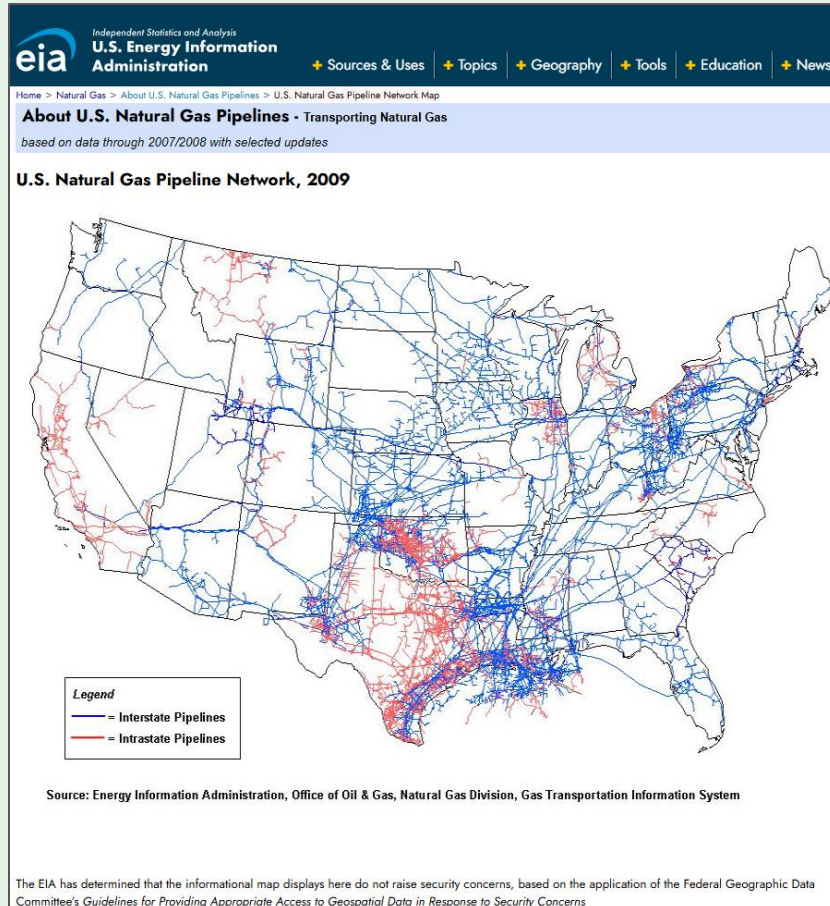 Independent Statistics and Analysis
eia
U.S. Energy Information
Administration
+ Sources & Uses + Topics + Geography + Tools + Education + News
Home > Natural Gas > About U.S. Natural Gas Pipelines > U.S. Natural Gas Pipeline Network Map
About U.S. Natural Gas Pipelines - Transporting Natural Gas
based on data through 2007/2008 with selected updates
U.S. Natural Gas Pipeline Network, 2009
Legend
= Interstate Pipelines
= Intrastate Pipelines
Source: Energy Information Administration, Office of Oil & Gas, Natural Gas Division, Gas Transportation Information System
The EIA has determined that the informational map displays here do not raise security concerns, based on the application of the Federal Geographic Data
Committee's Guidelines for Providing Appropriate Access to Geospatial Data in Response to Security Concerns